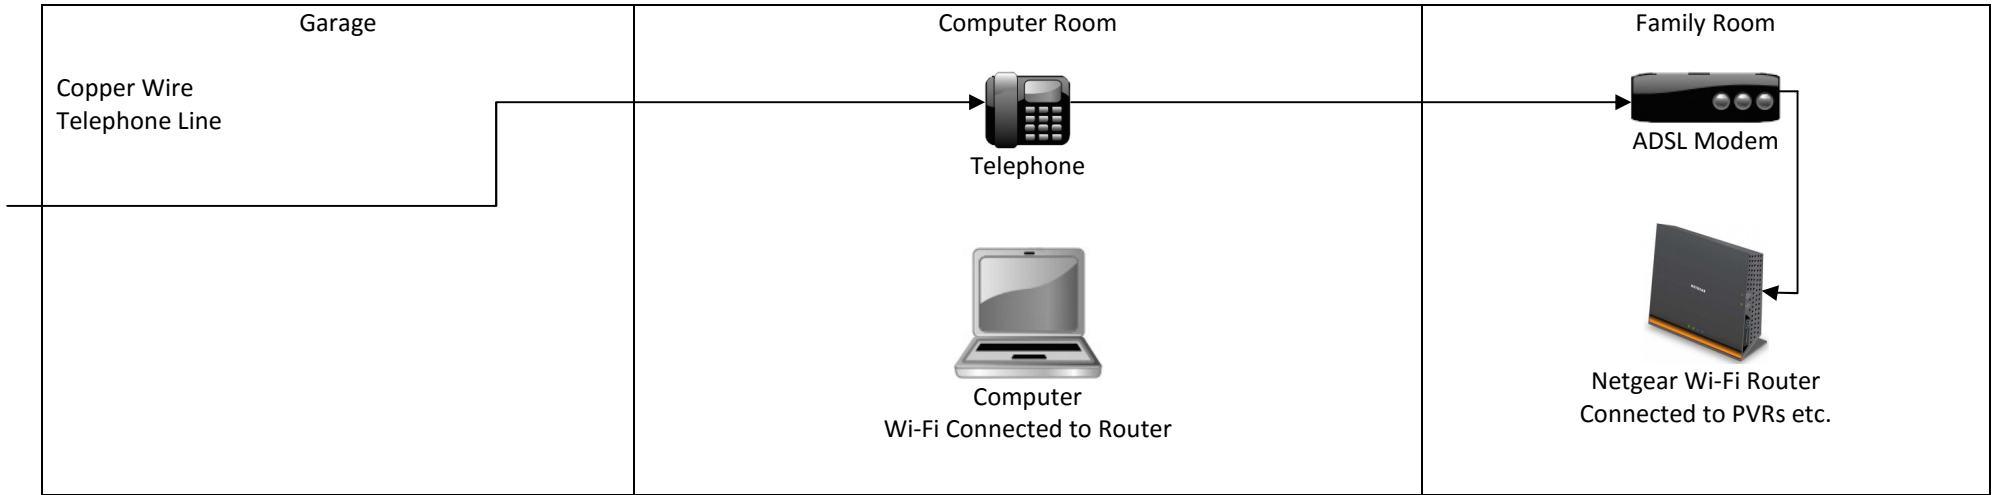 Garage
Computer Room
Family Room
Copper Wire
Telephone Line
Telephone
ADSL Modem
NETGEAR
Computer
Wi-Fi Connected to Router
Netgear Wi-Fi Router
Connected to PVRs etc.